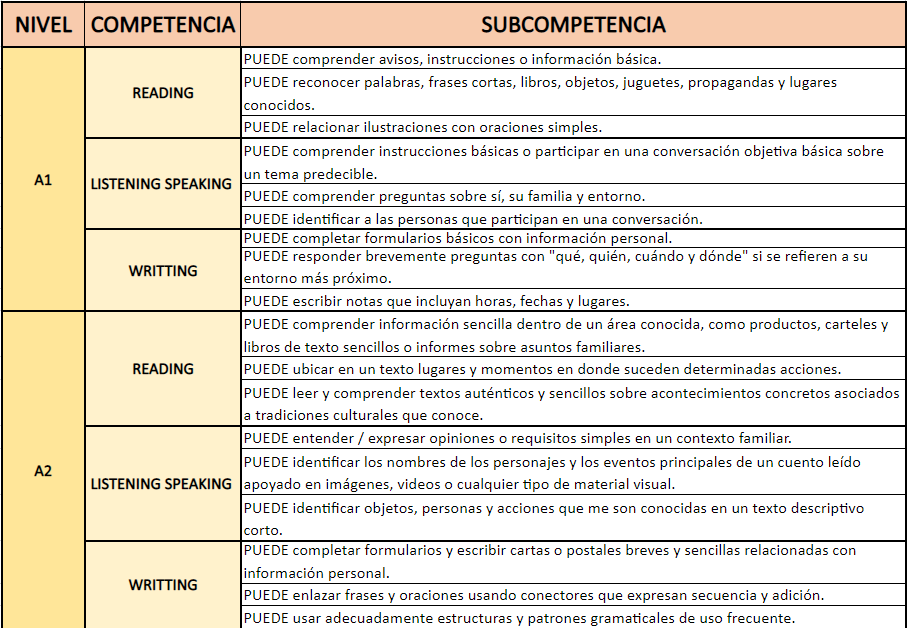 NIVEL COMPETENCIA SUBCOMPETENCIA
A1
READING
PUEDE comprender avisos, instrucciones o información básica.
PUEDE reconocer palabras, frases cortas, libros, objetos, juguetes, propagandas y lugares
conocidos.
PUEDE relacionar ilustraciones con oraciones simples.
LISTENING SPEAKING
PUEDE comprender instrucciones básicas o participar en una conversación objetiva básica sobre
un tema predecible.
PUEDE comprender preguntas sobre sí, su familia y entorno.
PUEDE identificar a las personas que participan en una conversación.
WRITTING
PUEDE completar formularios básicos con información personal.
PUEDE responder brevemente preguntas con "qué, quién, cuándo y dónde" si se refieren a su
entorno más próximo.
PUEDE escribir notas que incluyan horas, fechas y lugares.
A2
READING
PUEDE comprender información sencilla dentro de un área conocida, como productos, carteles y
libros de texto sencillos o informes sobre asuntos familiares.
PUEDE ubicar en un texto lugares y momentos en donde suceden determinadas acciones.
PUEDE leer y comprender textos auténticos y sencillos sobre acontecimientos concretos asociados
a tradiciones culturales que conoce.
LISTENING SPEAKING
PUEDE entender / expresar opiniones o requisitos simples en un contexto familiar.
PUEDE identificar los nombres de los personajes y los eventos principales de un cuento leído
apoyado en imágenes, videos o cualquier tipo de material visual.
PUEDE identificar objetos, personas y acciones que me son conocidas en un texto descriptivo
corto.
WRITTING
PUEDE completar formularios y escribir cartas o postales breves y sencillas relacionadas con
información personal.
PUEDE enlazar frases y oraciones usando conectores que expresan secuencia y adición.
PUEDE usar adecuadamente estructuras y patrones gramaticales de uso frecuente.